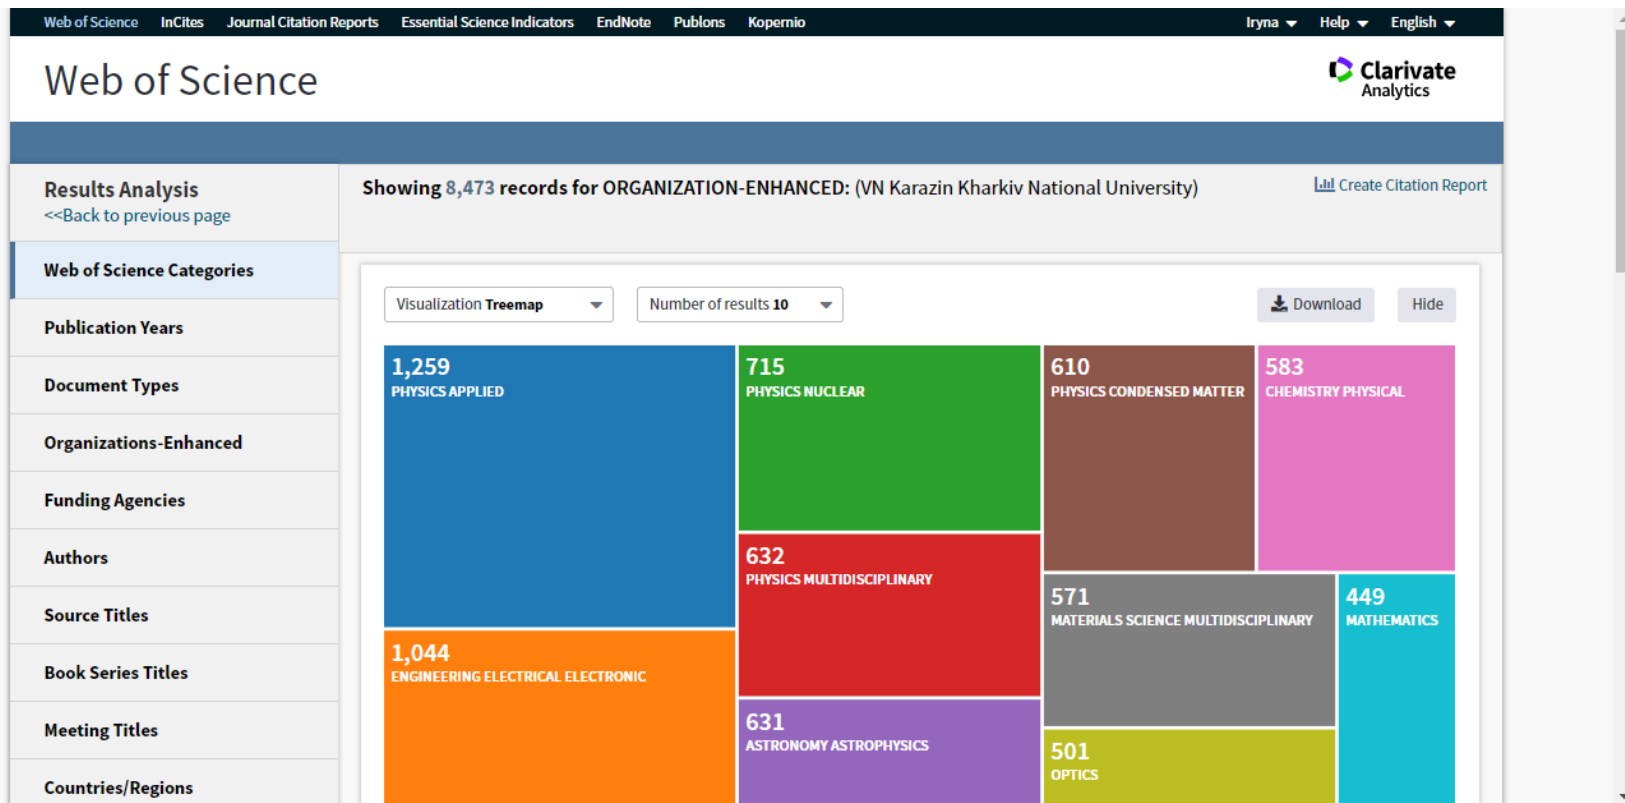 Web of Science InCites Journal Citation Reports Essential Science Indicators EndNote Publons Kopernio Iryna Help English
Web of Science
Clarivate
Analytics
Results Analysis
<<Back to previous page
Showing 8,473 records for ORGANIZATION-ENHANCED: (VN Karazin Kharkiv National University)
Create Citation Report
Web of Science Categories
Publication Years
Document Types
Organizations-Enhanced
Funding Agencies
Authors
Source Titles
Book Series Titles
Meeting Titles
Countries/Regions
Visualization Treemap
Number of results 10
Download
Hide
1,259
PHYSICS APPLIED
1,044
ENGINEERING ELECTRICAL ELECTRONIC
715
PHYSICS NUCLEAR
632
PHYSICS MULTIDISCIPLINARY
631
ASTRONOMY ASTROPHYSICS
610
PHYSICS CONDENSED MATTER
583
CHEMISTRY PHYSICAL
571
MATERIALS SCIENCE MULTIDISCIPLINARY
449
MATHEMATICS
501
OPTICS